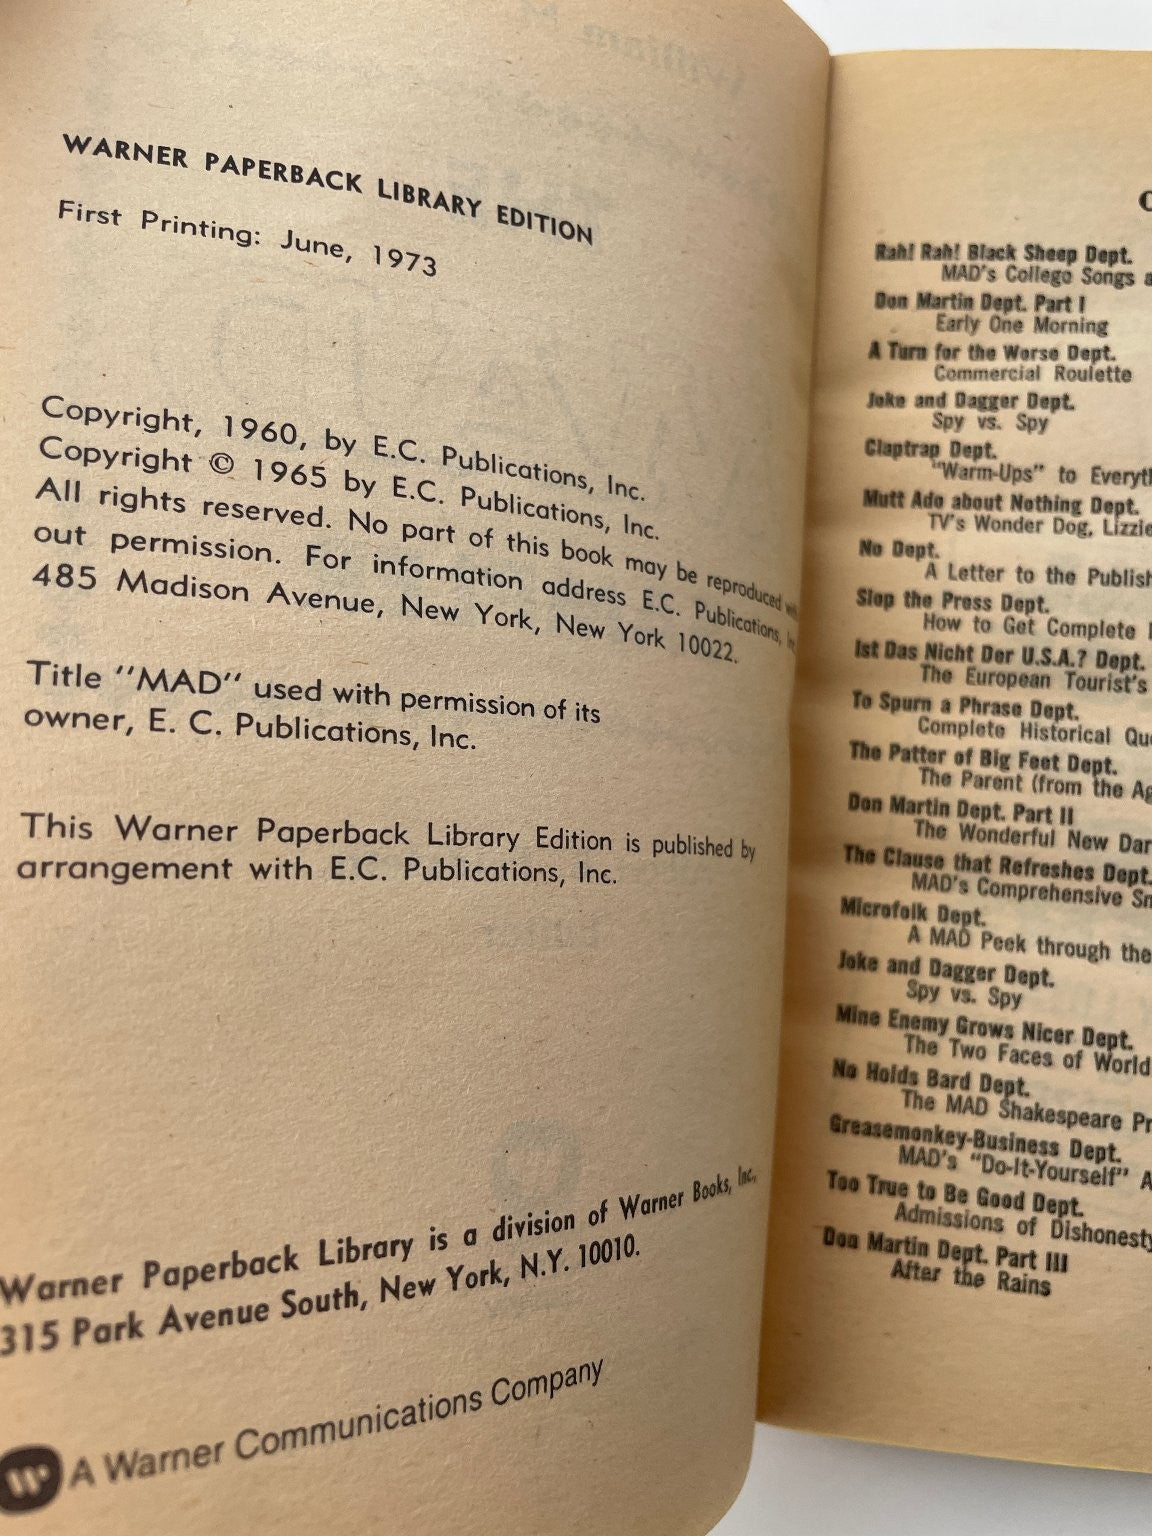 WARNER PAPERBACK LIBRARY EDITION
First Printing: June, 1973
Copyright, 1960, by E.C. Publications, Inc.
Copyright © 1965 by E.C. Publications, Inc.
All rights reserved. No part of this book may be reproduced with-
out permission. For information address E.C. Publications, Inc.
485 Madison Avenue, New York, New York 10022.
Title "MAD" used with permission of its
owner, E. C. Publications, Inc.
This Warner Paperback Library Edition is published by
arrangement with E.C. Publications, Inc.
Warner Paperback Library is a division of Warner Books, Inc.
315 Park Avenue South, New York, N.Y. 10010.
A Warner Communications Company
Rah! Rah! Black Sheep Dept.
MAD's College Songs
Don Martin Dept. Part I
Early One Morning
A Turn for the Worse Dept.
Commercial Roulette
Joke and Dagger Dept.
Spy vs. Spy
Claptrap Dept.
"Warm-Ups" to
Mutt Ado about Nothing Dept.
TV's Wonder Dog, Lizzie
No Dept.
A Letter to the
Stop the Press Dept.
How to Get Complete
Ist Das Nicht Der U.S.A.? Dept.
The European Tourist's
To Spurn a Phrase Dept.
Complete Historical
The Patter of Big Feet Dept.
The Parent (from the
Don Martin Dept. Part II
The Wonderful New
The Clause that Refreshes Dept.
MAD's Comprehensive
Microfolk Dept.
A MAD Peek through the
Joke and Dagger Dept.
Spy vs. Spy
Mine Enemy Grows Nicer Dept.
The Two Faces of World
No Holds Bard Dept.
The MAD Shakespeare
Greasemonkey-Business Dept.
MAD's "Do-It-Yourself"
Too True to Be Good Dept.
Admissions of Dishonesty
Don Martin Dept. Part III
After the Rains